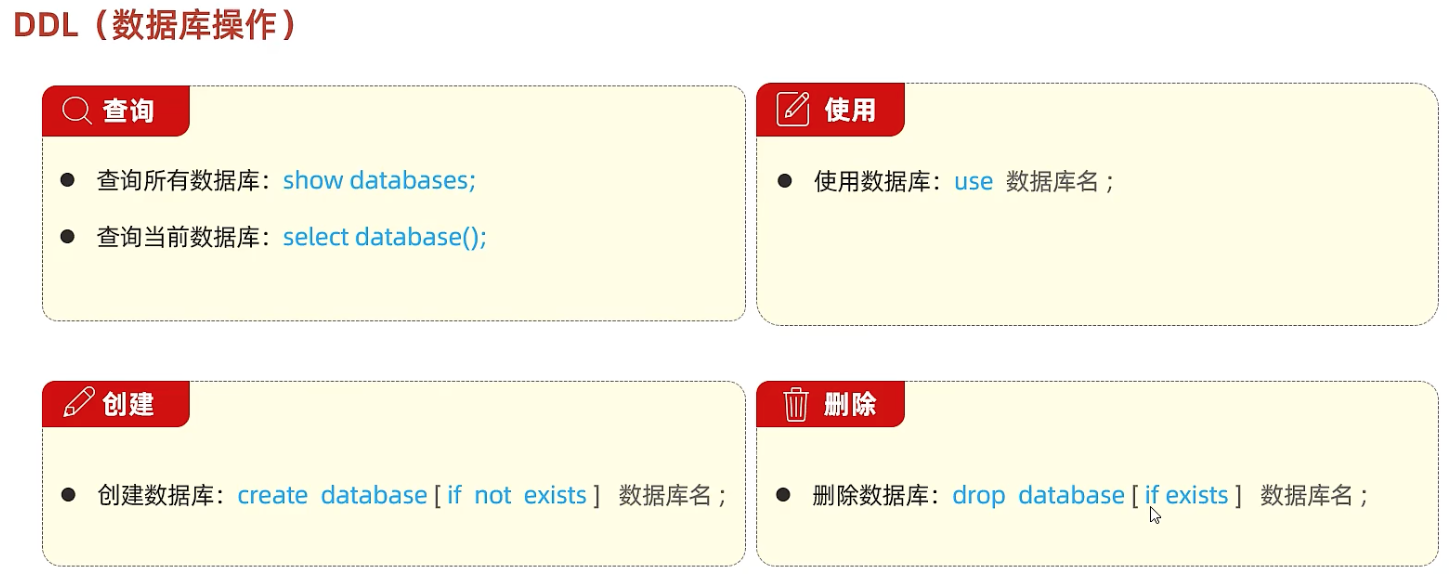 DDL（数据库操作）
查询
查询所有数据库：show databases;
查询当前数据库：select database();
使用
使用数据库：use 数据库名 ;
创建
创建数据库：create database [ if not exists ] 数据库名 ;
删除
删除数据库：drop database [ if exists ] 数据库名 ;